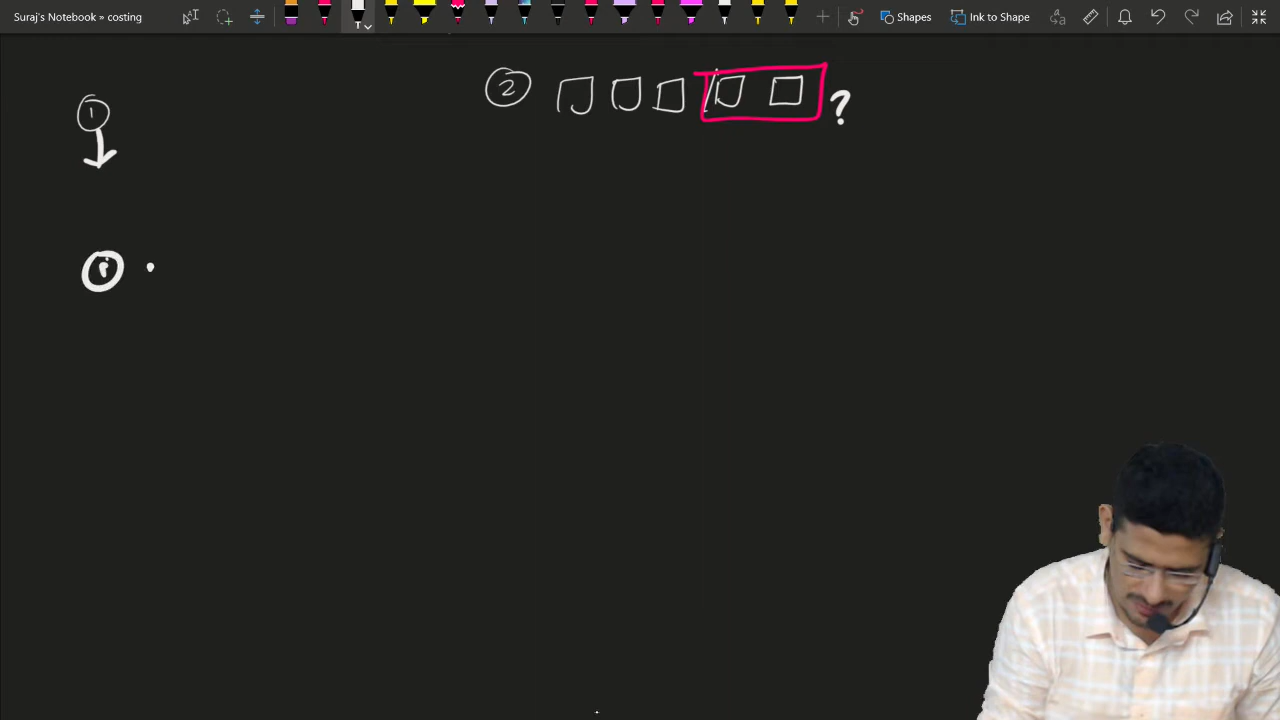 Suraj's Notebook » costing
Shapes
Ink to Shape
② ?
①